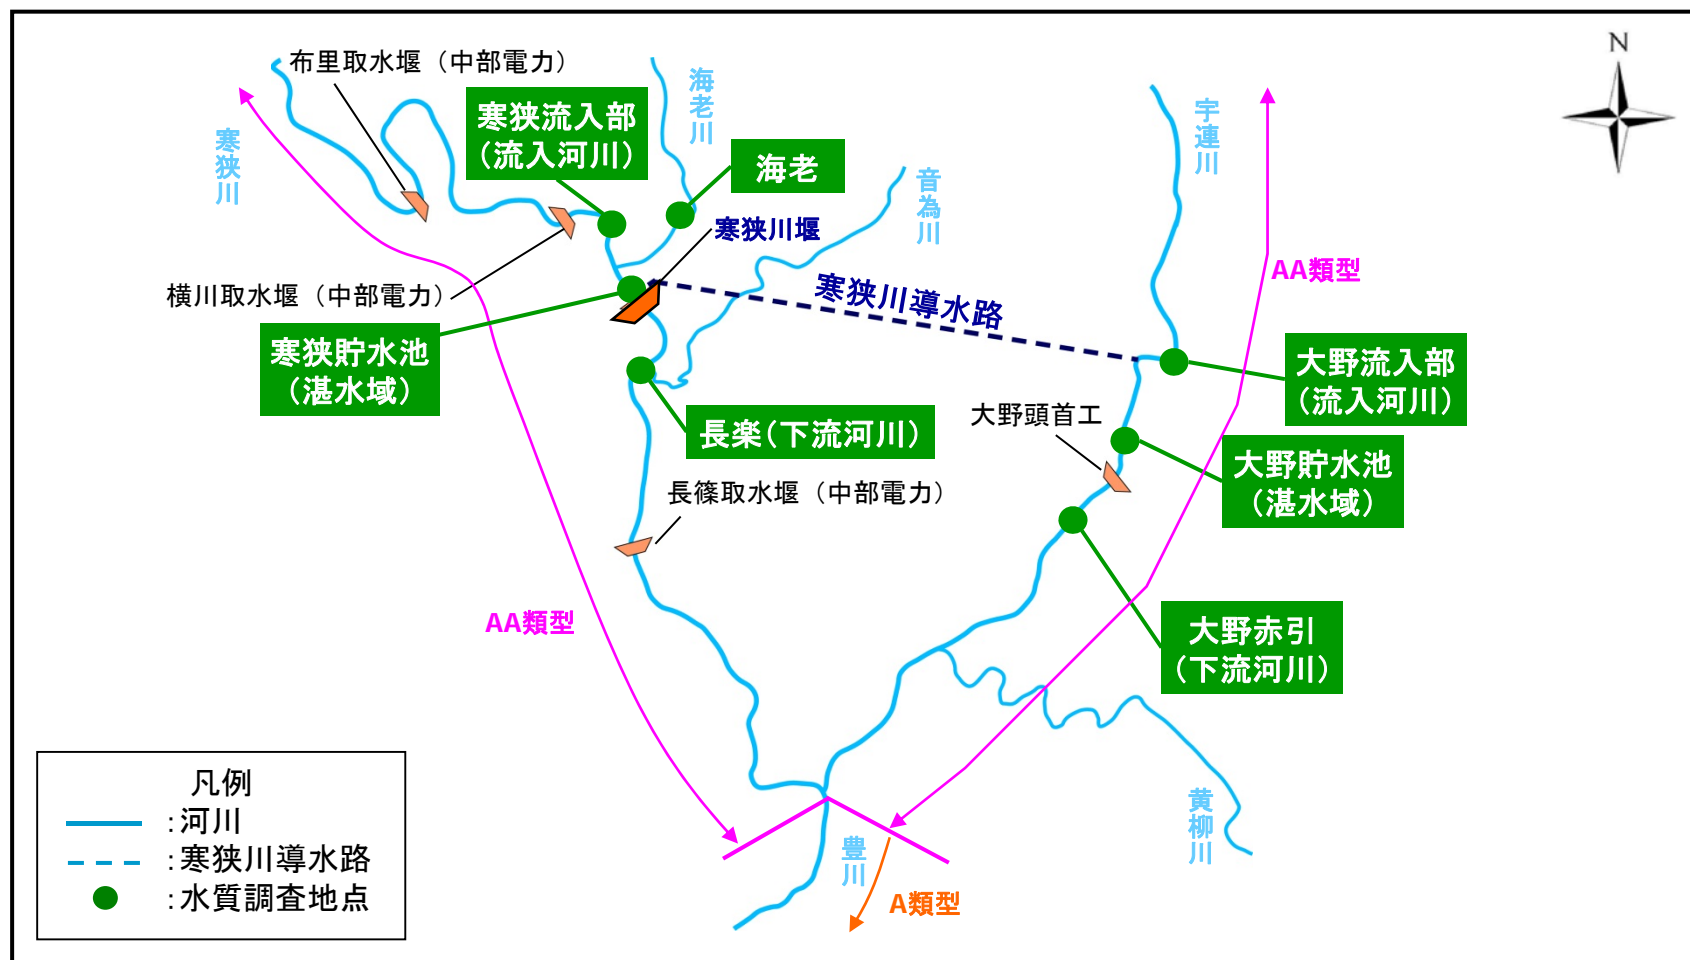 布里取水堰（中部電力）
海老川
N
寒狭流入部
（流入河川）
宇連川
寒狭川
海老
音為川
寒狭川堰
AA類型
横川取水堰（中部電力）
寒狭川導水路
寒狭貯水池
（湛水域）
大野流入部
（流入河川）
長楽（下流河川）
大野頭首工
大野貯水池
（湛水域）
長篠取水堰（中部電力）
AA類型
大野赤引
（下流河川）
凡例
：河川
：寒狭川導水路
：水質調査地点
黄柳川
豊川
A類型